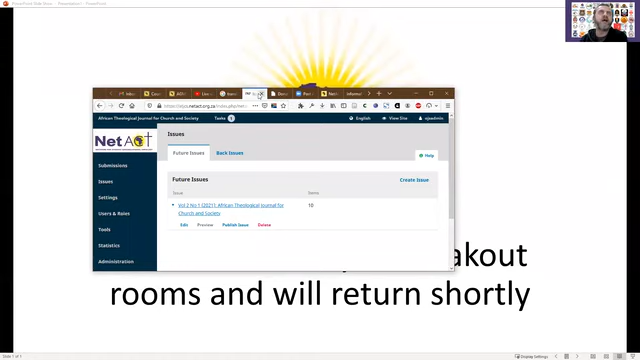 African Theological Journal for Church and Society
Tasks
English
View Site
ojsadmin
NetAct
Submissions
Issues
Settings
Users & Roles
Tools
Statistics
Administration
Issues
Future Issues
Back Issues
Help
Future Issues
Create Issue
Issue
Items
Vol 2 No 1 (2021): African Theological Journal for
Church and Society
10
Edit
Preview
Publish Issue
Delete
akout
rooms and will return shortly
Slide 1 of 1
Display Settings